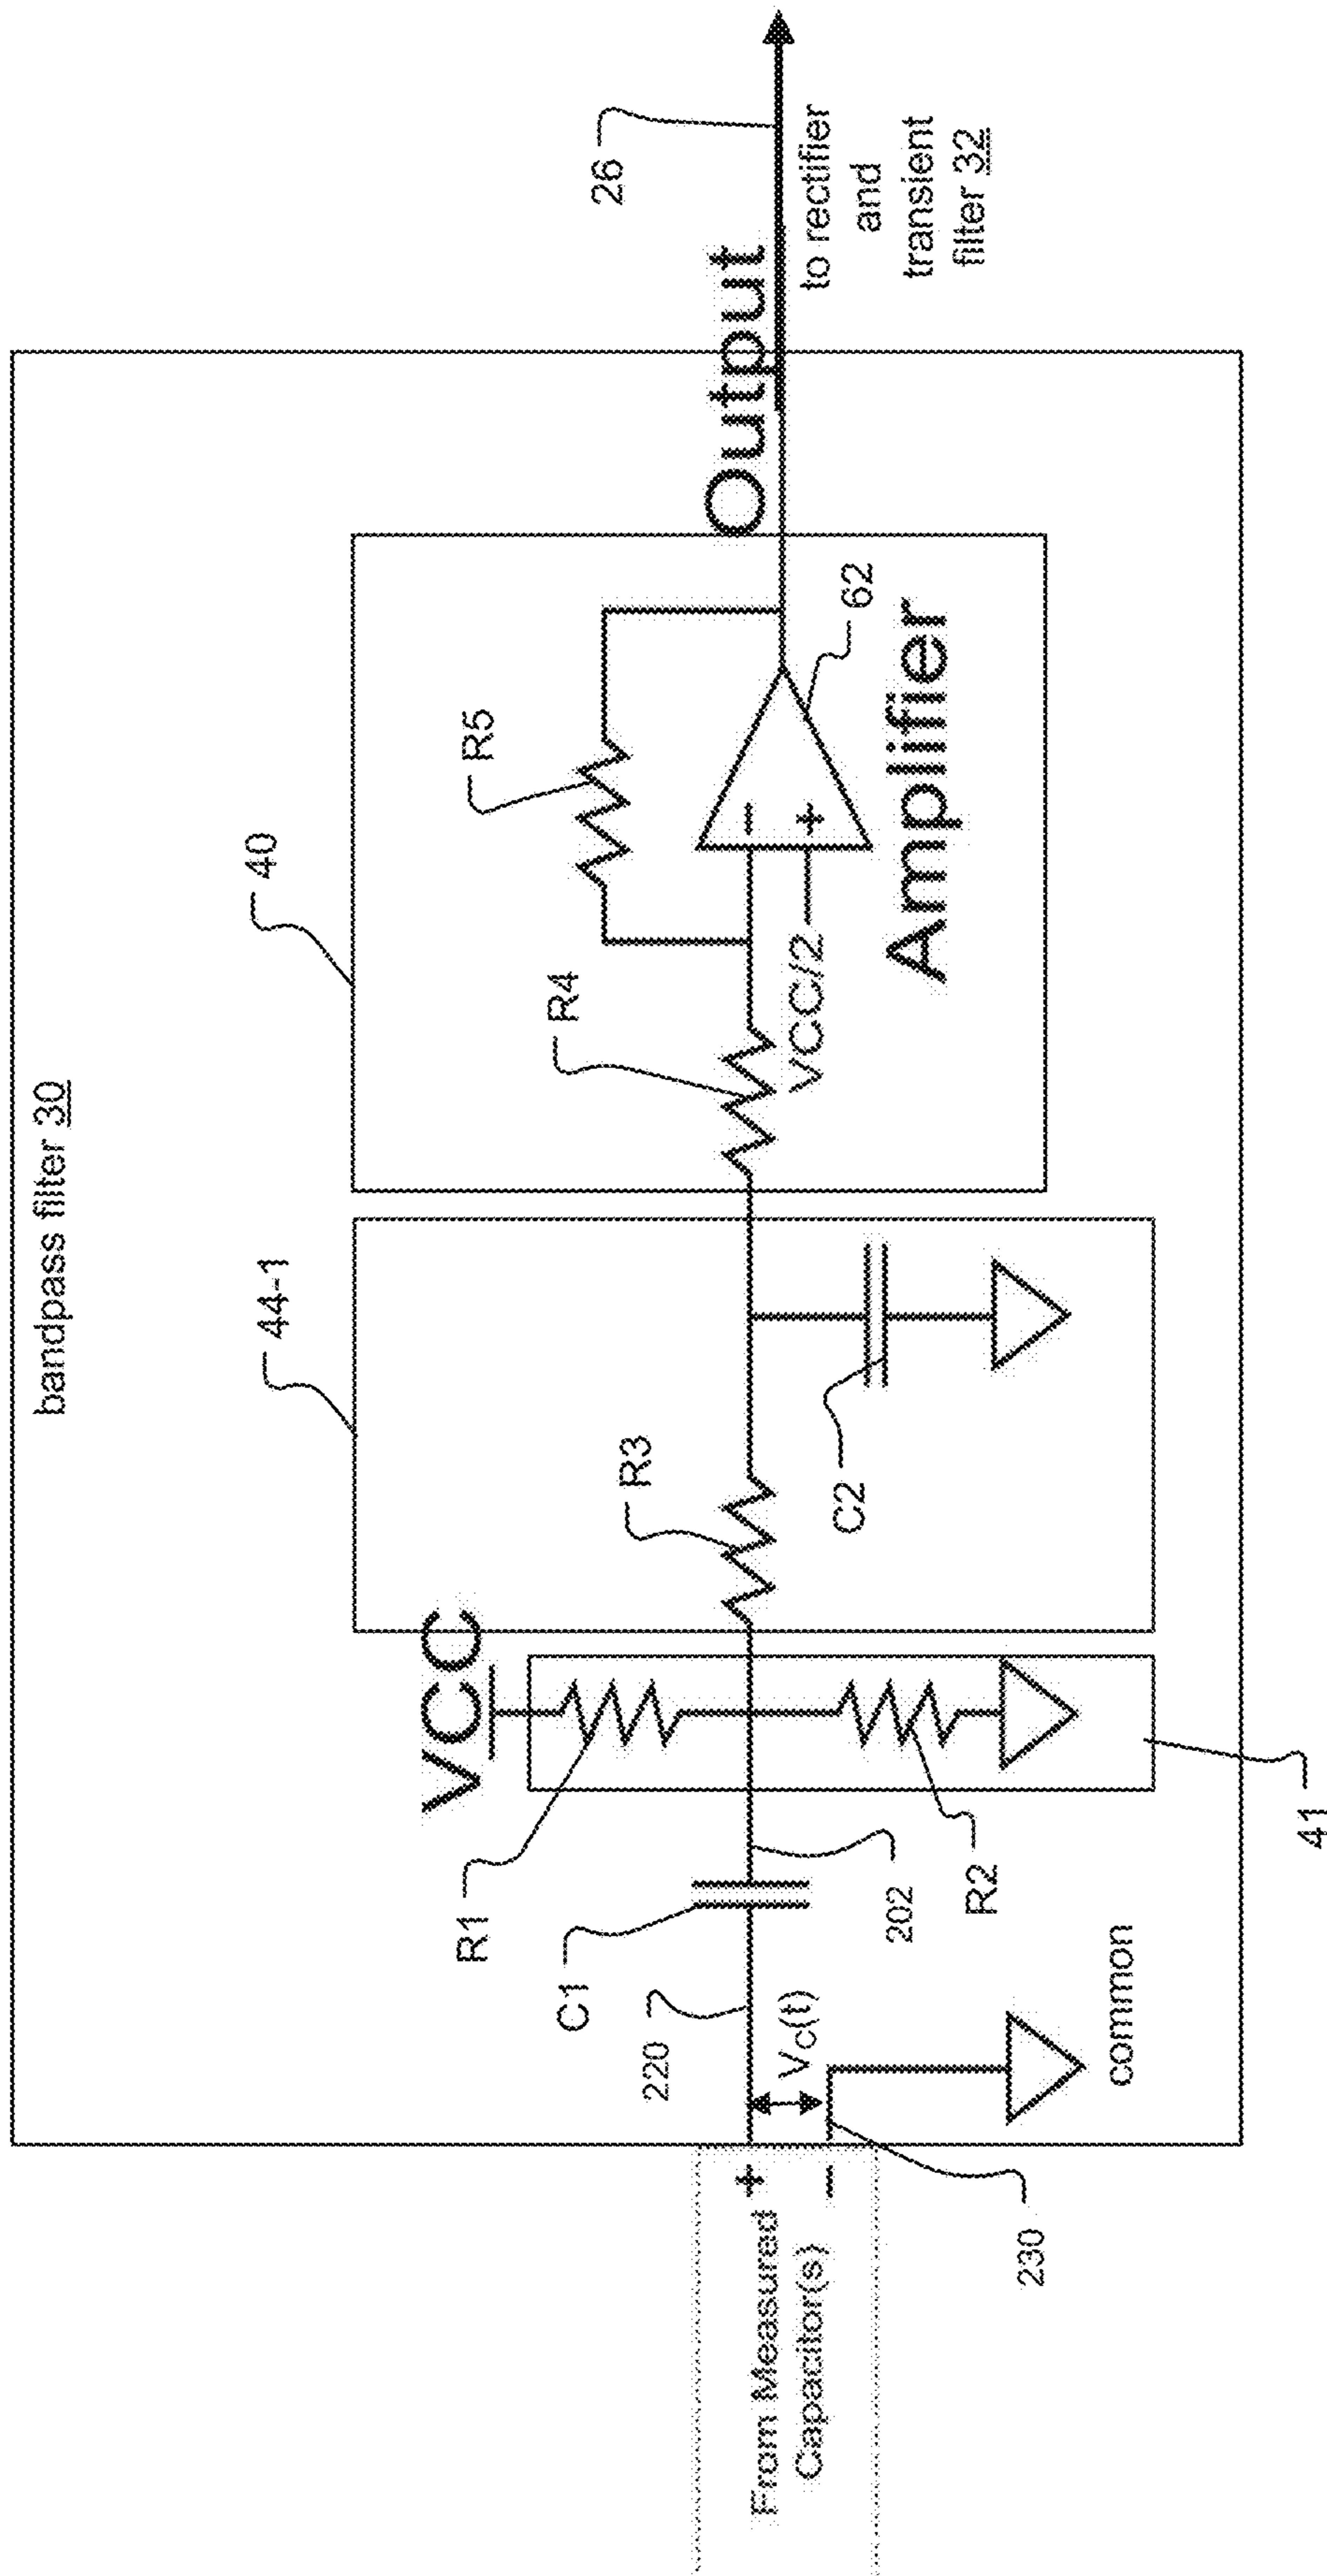 bandpass filter 30
44-1
40
26
VCC
R1
C1
220
R3
R4
R5
Output
to rectifier
and
transient
filter 32
From Measured
Capacitor(s)
+
−
VC(t)
202
R2
C2
VCC/2
−
+
62
Amplifier
230
common
41